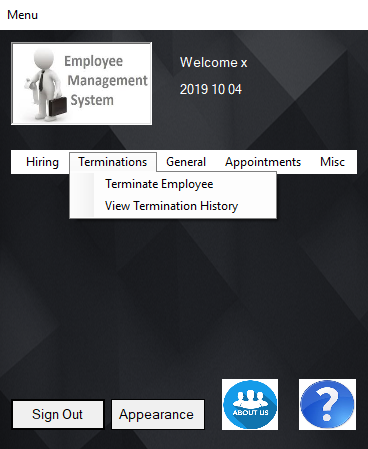 Menu
Employee
Management
System
Welcome x
2019 10 04
Hiring Terminations General Appointments Misc
Terminate Employee
View Termination History
Sign Out Appearance ABOUT US ?